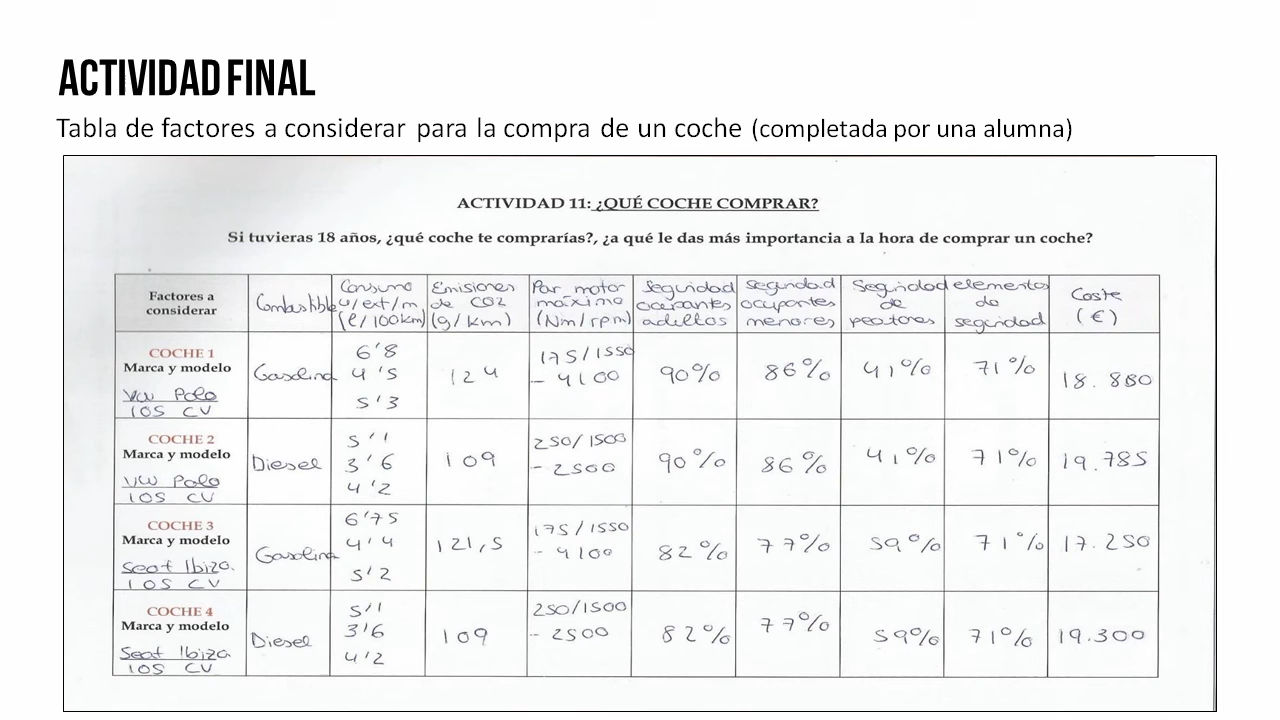 ACTIVIDAD FINAL
Tabla de factores a considerar para la compra de un coche (completada por una alumna)
ACTIVIDAD 11: ¿QUÉ COCHE COMPRAR?
Si tuvieras 18 años, ¿qué coche te comprarías?, ¿a qué le das más importancia a la hora de comprar un coche?
Factores a
considerar
Combustible
Consumo
u/ext/m
(l/100km)
Emisiones
de CO2
(g/km)
Par motor
máximo
(Nm/rpm)
Seguridad
ocupantes
adultos
Seguridad
ocupantes
menores
Seguridad
de
peatones
elementos
de
seguridad
Coste
(€)
COCHE 1
Marca y modelo
VW Polo
105 CV
Gasolina
6'8
4'5
5'3
124
175/1550
- 4100
90%
86%
41%
71%
18.880
COCHE 2
Marca y modelo
VW Polo
105 CV
Diesel
5'1
3'6
4'2
109
250/1500
- 2500
90%
86%
41%
71%
19.785
COCHE 3
Marca y modelo
Seat Ibiza.
105 CV
Gasolina
6'75
4'4
5'2
121,5
175/1550
- 4100
82%
77%
59%
71%
17.250
COCHE 4
Marca y modelo
Seat Ibiza
105 CV
Diesel
5'1
3'6
4'2
109
250/1500
- 2500
82%
77%
59%
71%
19.300